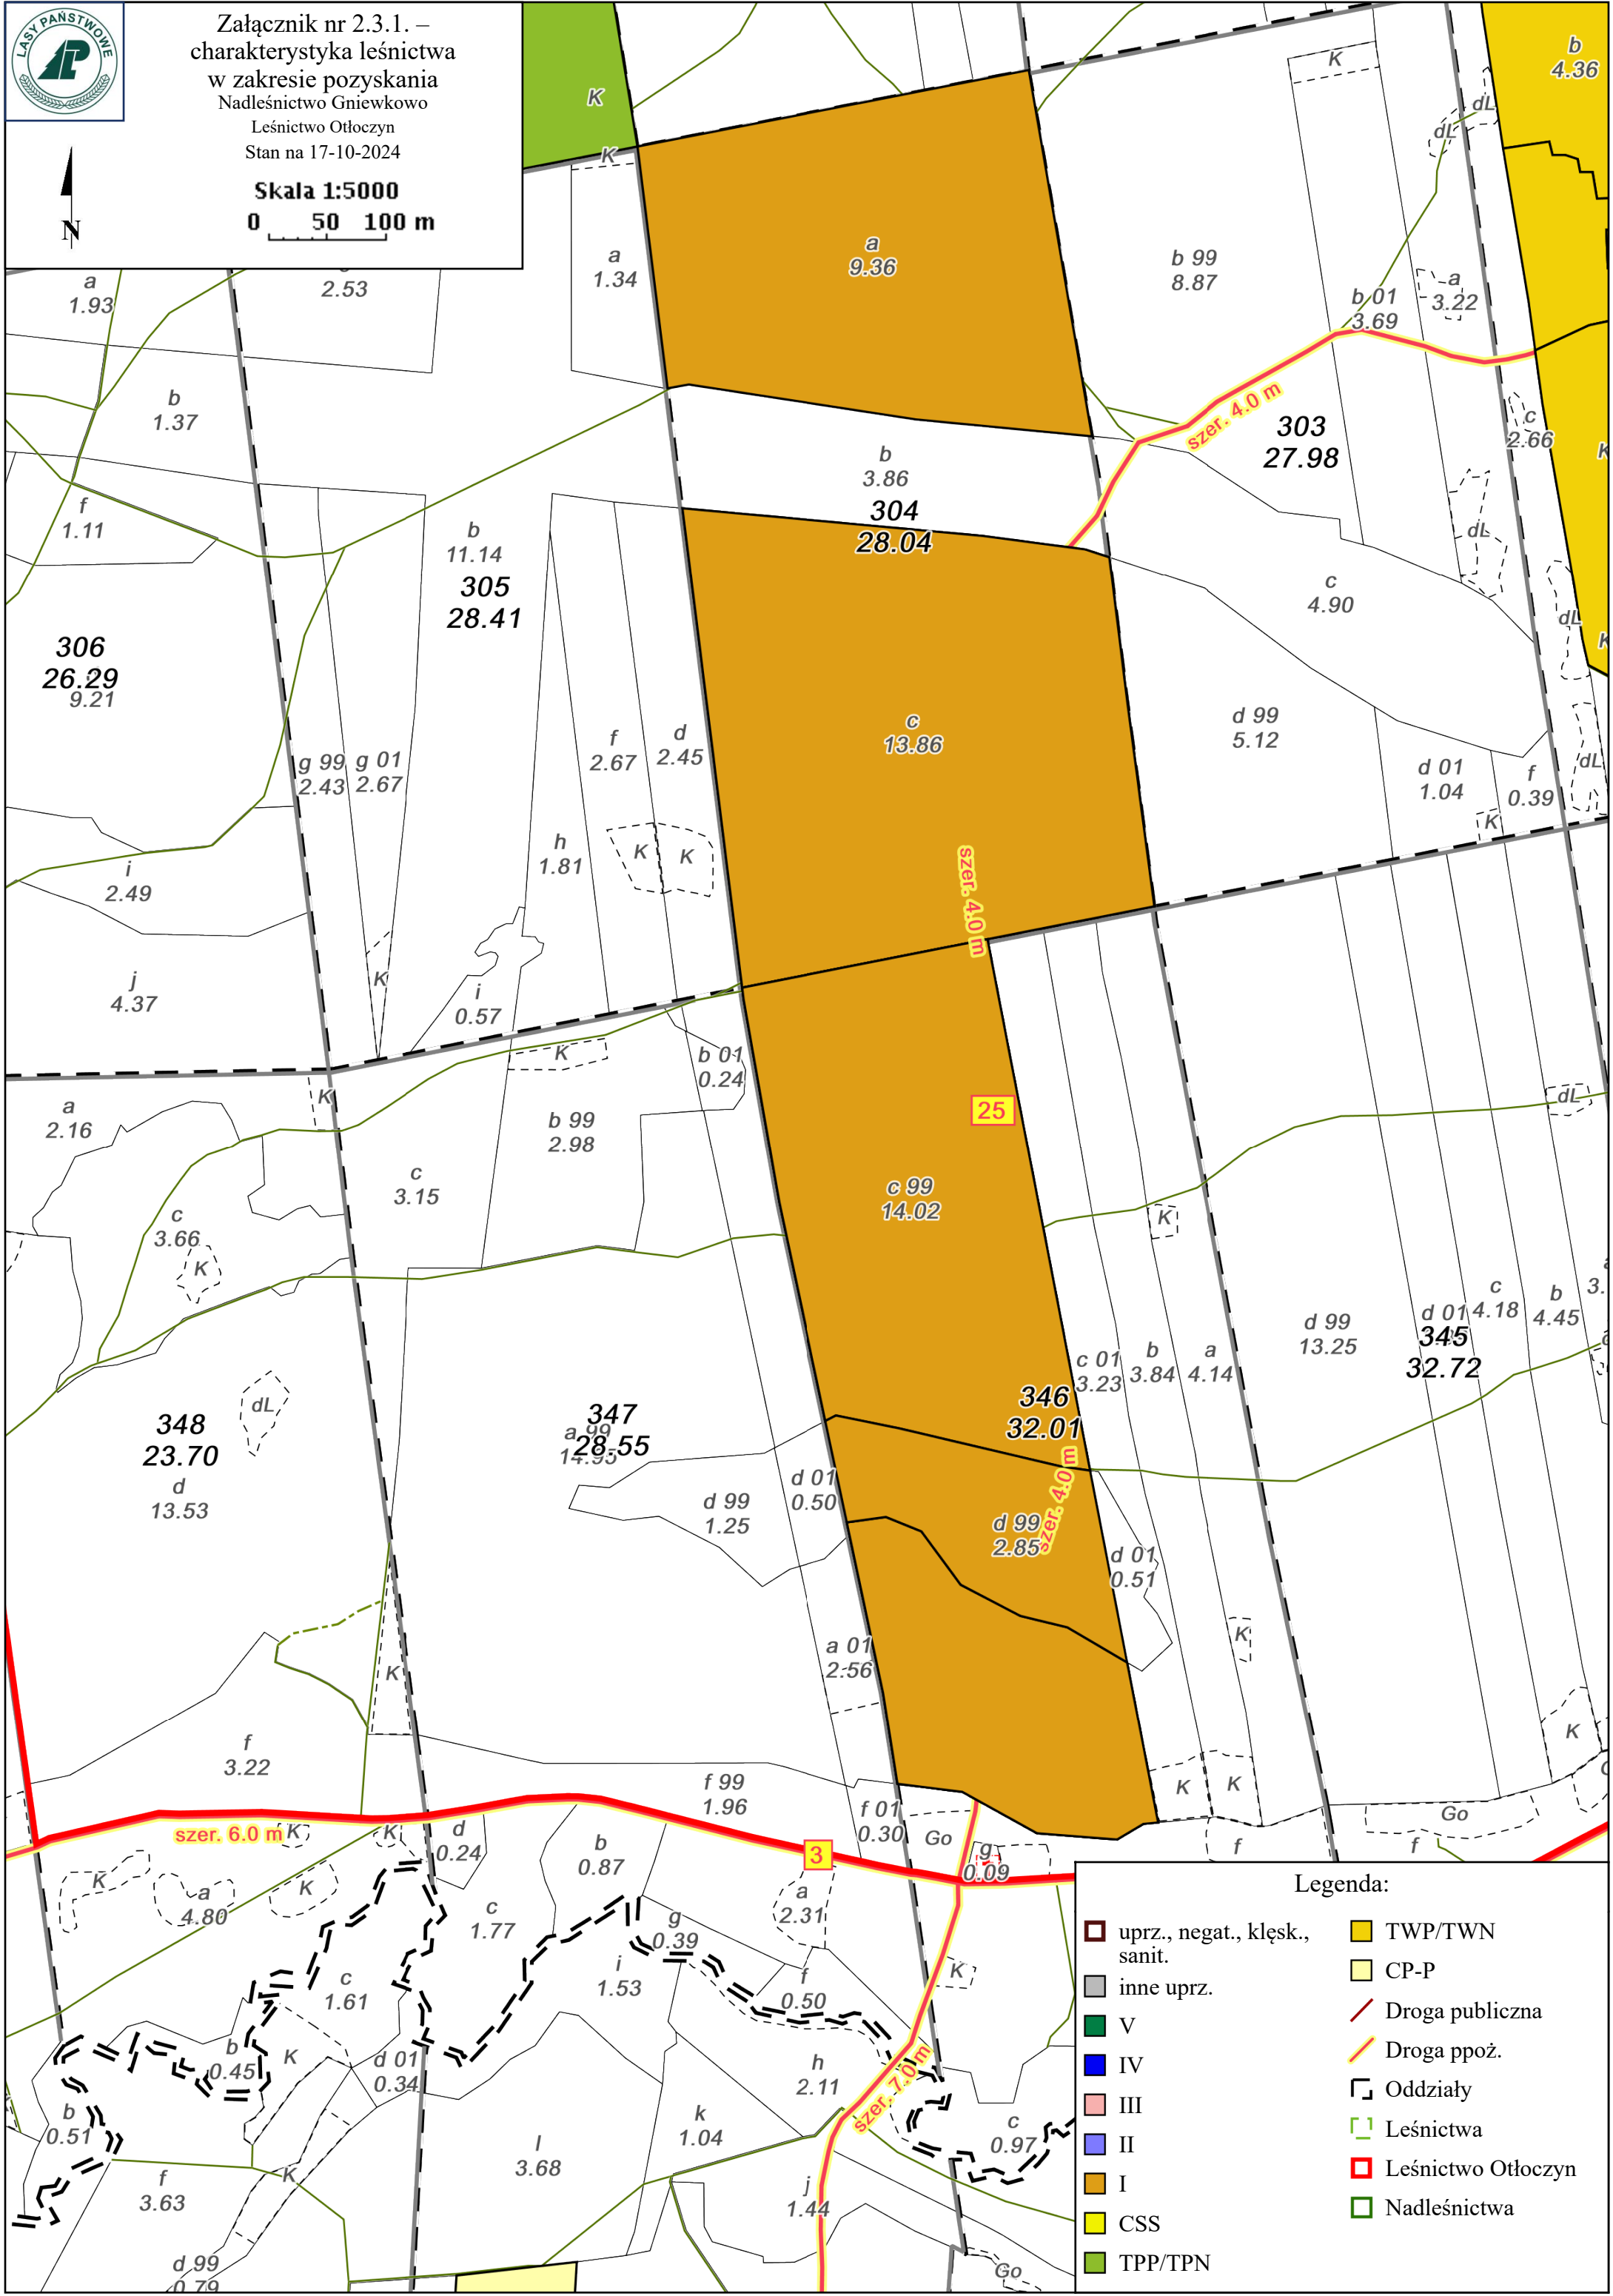 LASY PAŃSTWOWE
Załącznik nr 2.3.1. –
charakterystyka leśnictwa
w zakresie pozyskania
Nadleśnictwo Gniewkowo
Leśnictwo Otłoczyn
Stan na 17-10-2024
Skala 1:5000
0 50 100 m
N
K
K
K
b
4.36
dL
dL
a
1.93
2.53
a
1.34
a
9.36
b 99
8.87
b 01
3.69
a
3.22
b
1.37
szer. 4.0 m
303
27.98
c
2.66
K
b
3.86
304
28.04
f
1.11
b
11.14
305
28.41
dL
c
4.90
dL
K
306
26.29
9.21
g 99
2.43
g 01
2.67
f
2.67
d
2.45
c
13.86
d 99
5.12
d 01
1.04
f
0.39
dL
K
h
1.81
K
K
i
2.49
szer. 4.0 m
j
4.37
K
i
0.57
K
b 01
0.24
25
a
2.16
K
b 99
2.98
dL
c
3.15
c 99
14.02
c
3.66
K
K
d 99
13.25
d 01
345
32.72
c
4.18
b
4.45
3.
c 01
3.23
b
3.84
a
4.14
346
32.01
348
23.70
dL
347
28.55
a 99
14.95
d
13.53
d 99
1.25
d 01
0.50
d 99
2.85
szer. 4.0 m
d 01
0.51
a 01
2.56
K
K
K
f
3.22
f 99
1.96
K
K
f 01
0.30
Go
g
0.09
Go
f
f
szer. 6.0 m
K
K
d
0.24
b
0.87
3
K
a
4.80
K
c
1.77
a
2.31
g
0.39
i
1.53
f
0.50
K
c
1.61
b
0.45
K
d 01
0.34
h
2.11
szer. 7.0 m
b
0.51
k
1.04
c
0.97
f
3.63
K
l
3.68
j
1.44
d 99
0.79
Go
Legenda:
uprz., negat., klęsk.,
sanit.
inne uprz.
V
IV
III
II
I
CSS
TPP/TPN
TWP/TWN
CP-P
Droga publiczna
Droga ppoż.
Oddziały
Leśnictwa
Leśnictwo Otłoczyn
Nadleśnictwa